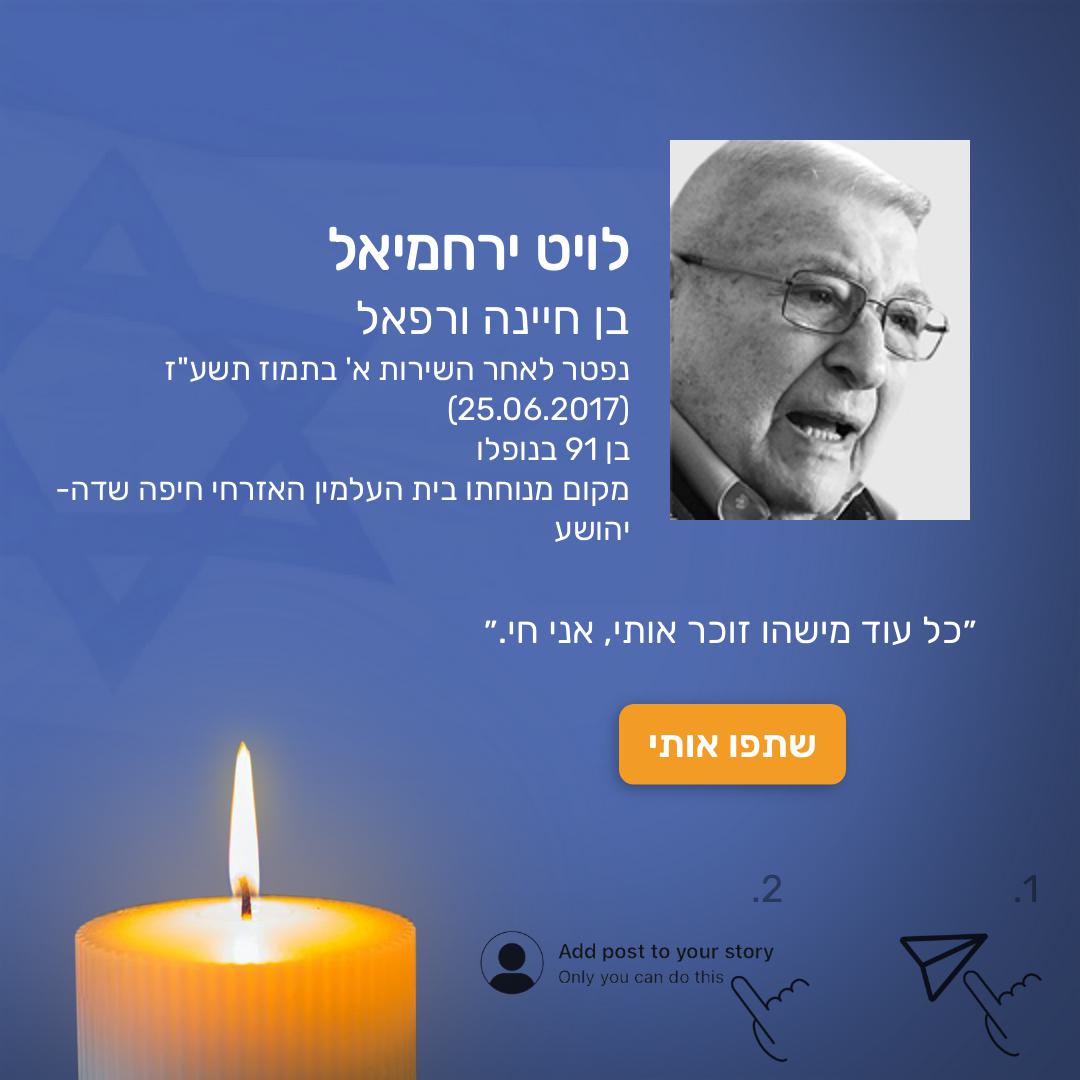 לויט ירחמיאל
בן חיינה ורפאל
נפטר לאחר השירות א' בתמוז תשע"ז
(25.06.2017)
בן 91 בנופלו
מקום מנוחתו בית העלמין האזרחי חיפה שדה-
יהושע
״כל עוד מישהו זוכר אותי, אני חי.״
שתפו אותי
1.
2.
Add post to your story
Only you can do this